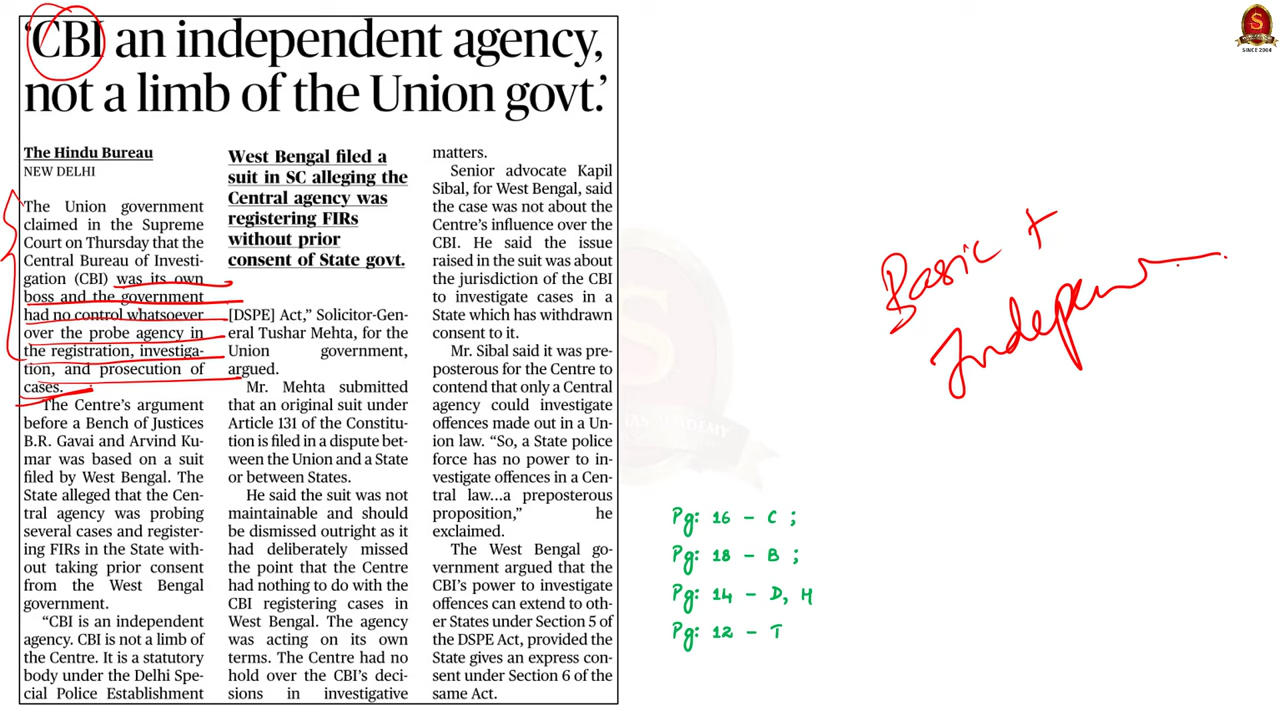 ‘CBI an independent agency,
not a limb of the Union govt.’
The Hindu Bureau
NEW DELHI
The Union government
claimed in the Supreme
Court on Thursday that the
Central Bureau of Investi-
gation (CBI) was its own
boss and the government
had no control whatsoever
over the probe agency in
the registration, investiga-
tion, and prosecution of
cases.
The Centre’s argument
before a Bench of Justices
B.R. Gavai and Arvind Ku-
mar was based on a suit
filed by West Bengal. The
State alleged that the Cen-
tral agency was probing
several cases and register-
ing FIRs in the State with-
out taking prior consent
from the West Bengal
government.
“CBI is an independent
agency. CBI is not a limb of
the Centre. It is a statutory
body under the Delhi Spe-
cial Police Establishment
West Bengal filed a
suit in SC alleging the
Central agency was
registering FIRs
without prior
consent of State govt.
[DSPE] Act,” Solicitor-Gen-
eral Tushar Mehta, for the
Union government,
argued.
Mr. Mehta submitted
that an original suit under
Article 131 of the Constitu-
tion is filed in a dispute bet-
ween the Union and a State
or between States.
He said the suit was not
maintainable and should
be dismissed outright as it
had deliberately missed
the point that the Centre
had nothing to do with the
CBI registering cases in
West Bengal. The agency
was acting on its own
terms. The Centre had no
hold over the CBI’s deci-
sions in investigative
matters.
Senior advocate Kapil
Sibal, for West Bengal, said
the case was not about the
Centre’s influence over the
CBI. He said the issue
raised in the suit was about
the jurisdiction of the CBI
to investigate cases in a
State which has withdrawn
consent to it.
Mr. Sibal said it was pre-
posterous for the Centre to
contend that only a Central
agency could investigate
offences made out in a Un-
ion law. “So, a State police
force has no power to in-
vestigate offences in a Cen-
tral law...a preposterous
proposition,” he
exclaimed.
The West Bengal go-
vernment argued that the
CBI’s power to investigate
offences can extend to oth-
er States under Section 5 of
the DSPE Act, provided the
State gives an express con-
sent under Section 6 of the
same Act.
Basic +
Pg: 16 - C ;
Pg: 18 - B ;
Pg: 14 - D, H
Pg: 12 - T
S
SINCE 2004